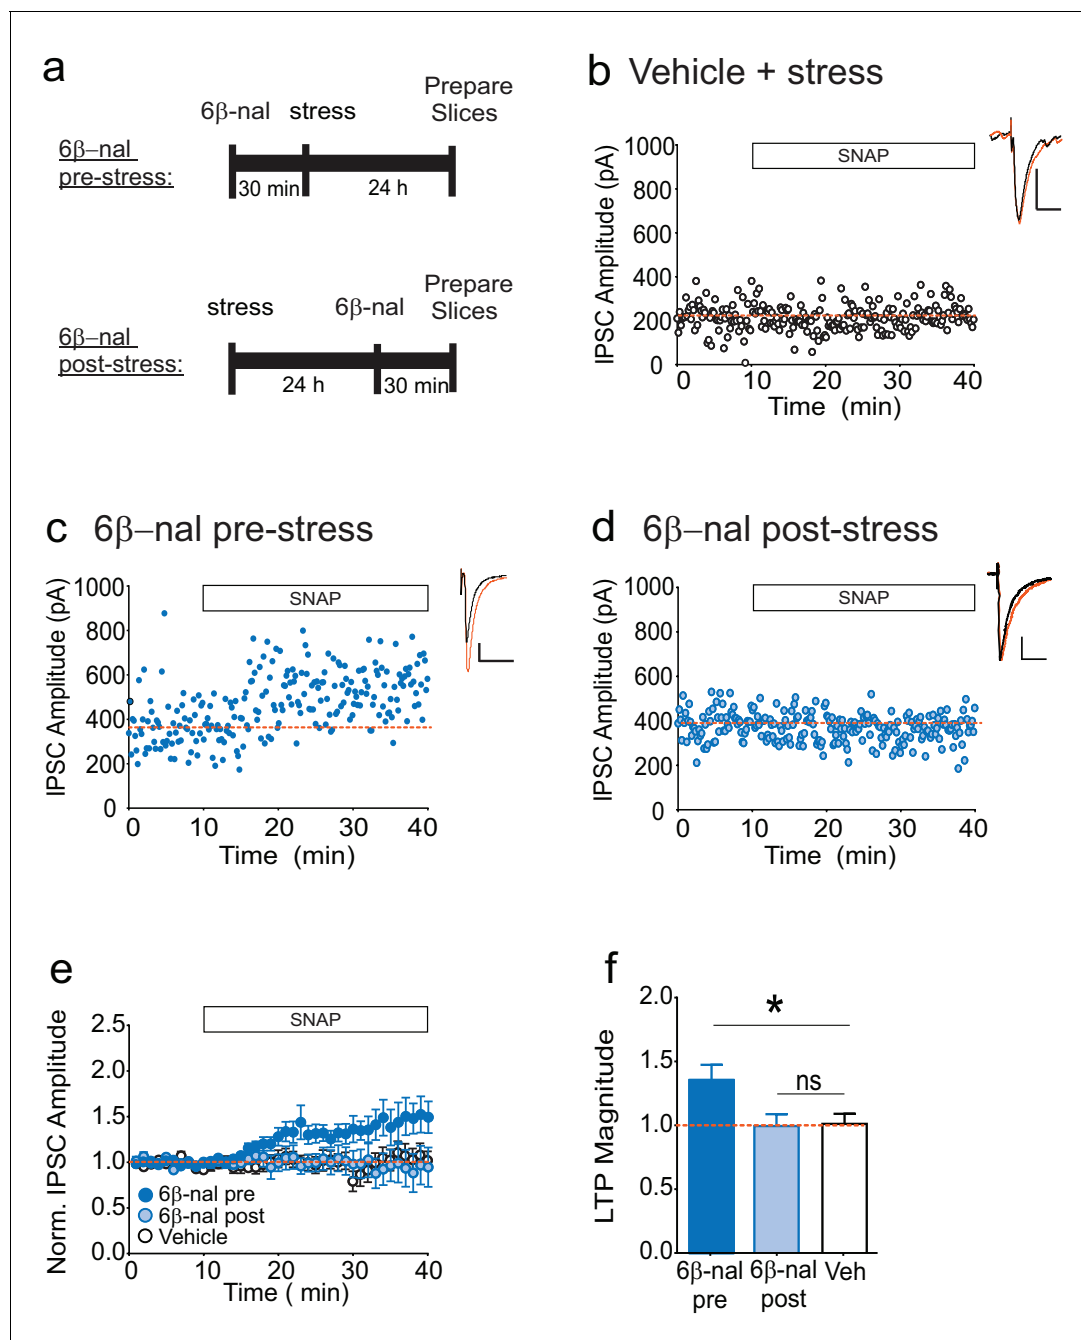 a
6β-nal
stress
Prepare
Slices
6β–nal
pre-stress:
30 min
24 h
stress
6β-nal
Prepare
Slices
6β–nal
post-stress:
24 h
30 min
b Vehicle + stress
IPSC Amplitude (pA)
1000
800
600
400
200
0
SNAP
0 10 20 30 40
Time (min)
c 6β–nal pre-stress
IPSC Amplitude (pA)
1000
800
600
400
200
0
SNAP
0 10 20 30 40
Time (min)
d 6β–nal post-stress
IPSC Amplitude (pA)
1000
800
600
400
200
0
SNAP
0 10 20 30 40
Time (min)
e
Norm. IPSC Amplitude
2.5
2.0
1.5
1.0
0.5
0.0
SNAP
6β-nal pre
6β-nal post
Vehicle
0 10 20 30 40
Time ( min)
f
LTP Magnitude
2.0
1.5
1.0
0.5
0.0
*
ns
6β-nal
pre
6β-nal
post
Veh